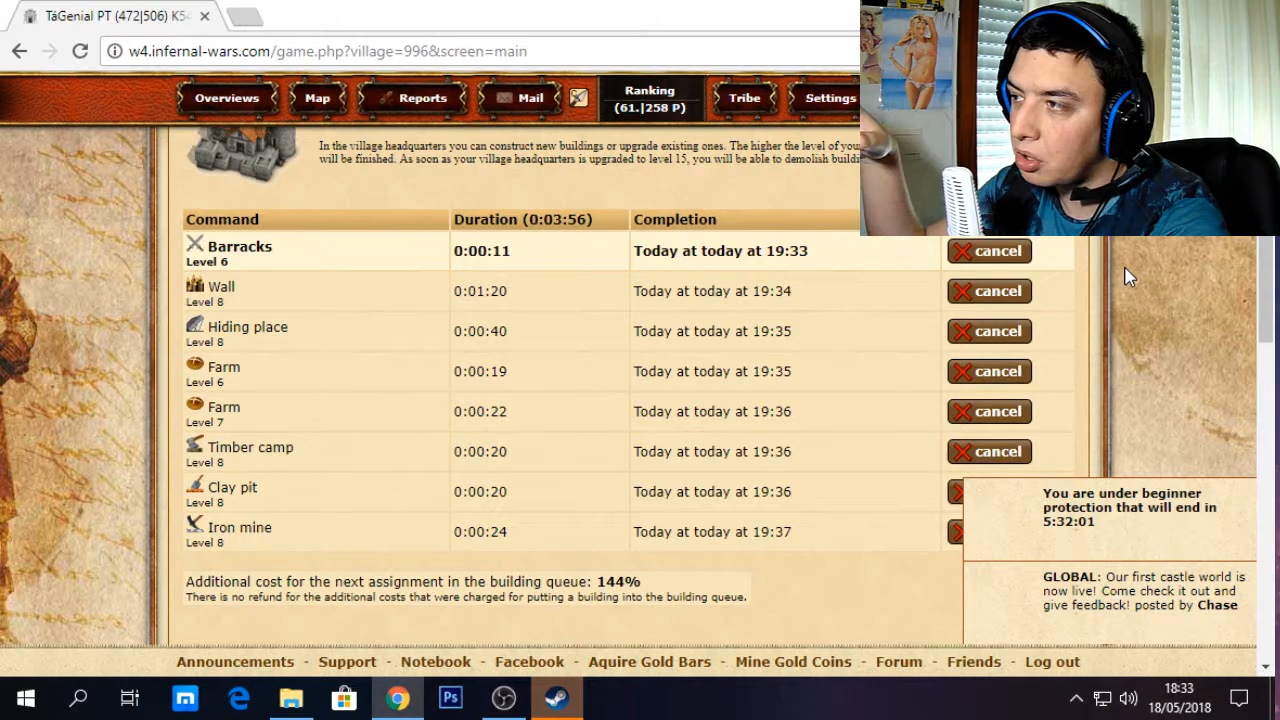 TáGenial PT (472|506) K54
w4.infernal-wars.com/game.php?village=996&screen=main
Overviews
Map
Reports
Mail
Ranking
(61.|258 P)
Tribe
Settings
In the village headquarters you can construct new buildings or upgrade existing ones. The higher the level of your
will be finished. As soon as your village headquarters is upgraded to level 15, you will be able to demolish
Command Duration (0:03:56) Completion
Barracks 0:00:11 Today at today at 19:33 cancel
Level 6
Wall 0:01:20 Today at today at 19:34 cancel
Level 8
Hiding place 0:00:40 Today at today at 19:35 cancel
Level 8
Farm 0:00:19 Today at today at 19:35 cancel
Level 6
Farm 0:00:22 Today at today at 19:36 cancel
Level 7
Timber camp 0:00:20 Today at today at 19:36 cancel
Level 8
Clay pit 0:00:20 Today at today at 19:36
Level 8
Iron mine 0:00:24 Today at today at 19:37
Level 8
You are under beginner
protection that will end in
5:32:01
Additional cost for the next assignment in the building queue: 144%
There is no refund for the additional costs that were charged for putting a building into the building queue.
GLOBAL: Our first castle world is
now live! Come check it out and
give feedback! posted by Chase
Announcements - Support - Notebook - Facebook - Aquire Gold Bars - Mine Gold Coins - Forum - Friends - Log out
Ps
18:33
18/05/2018